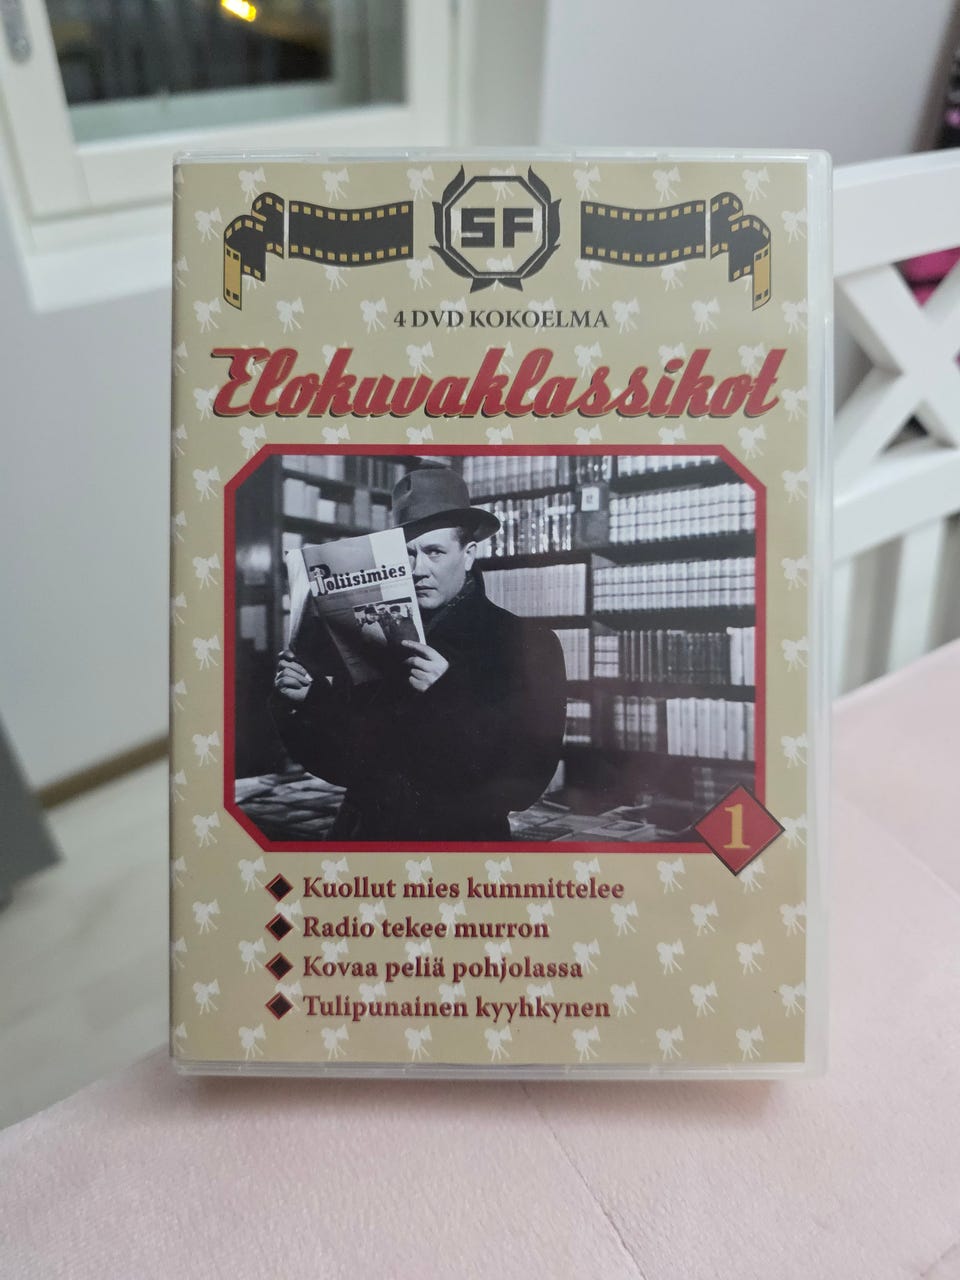 SF
4 DVD KOKOELMA
Elokuvaklassikot
Poliisimies
1
Kuollut mies kummittelee
Radio tekee murron
Kovaa peliä pohjolassa
Tulipunainen kyyhkynen